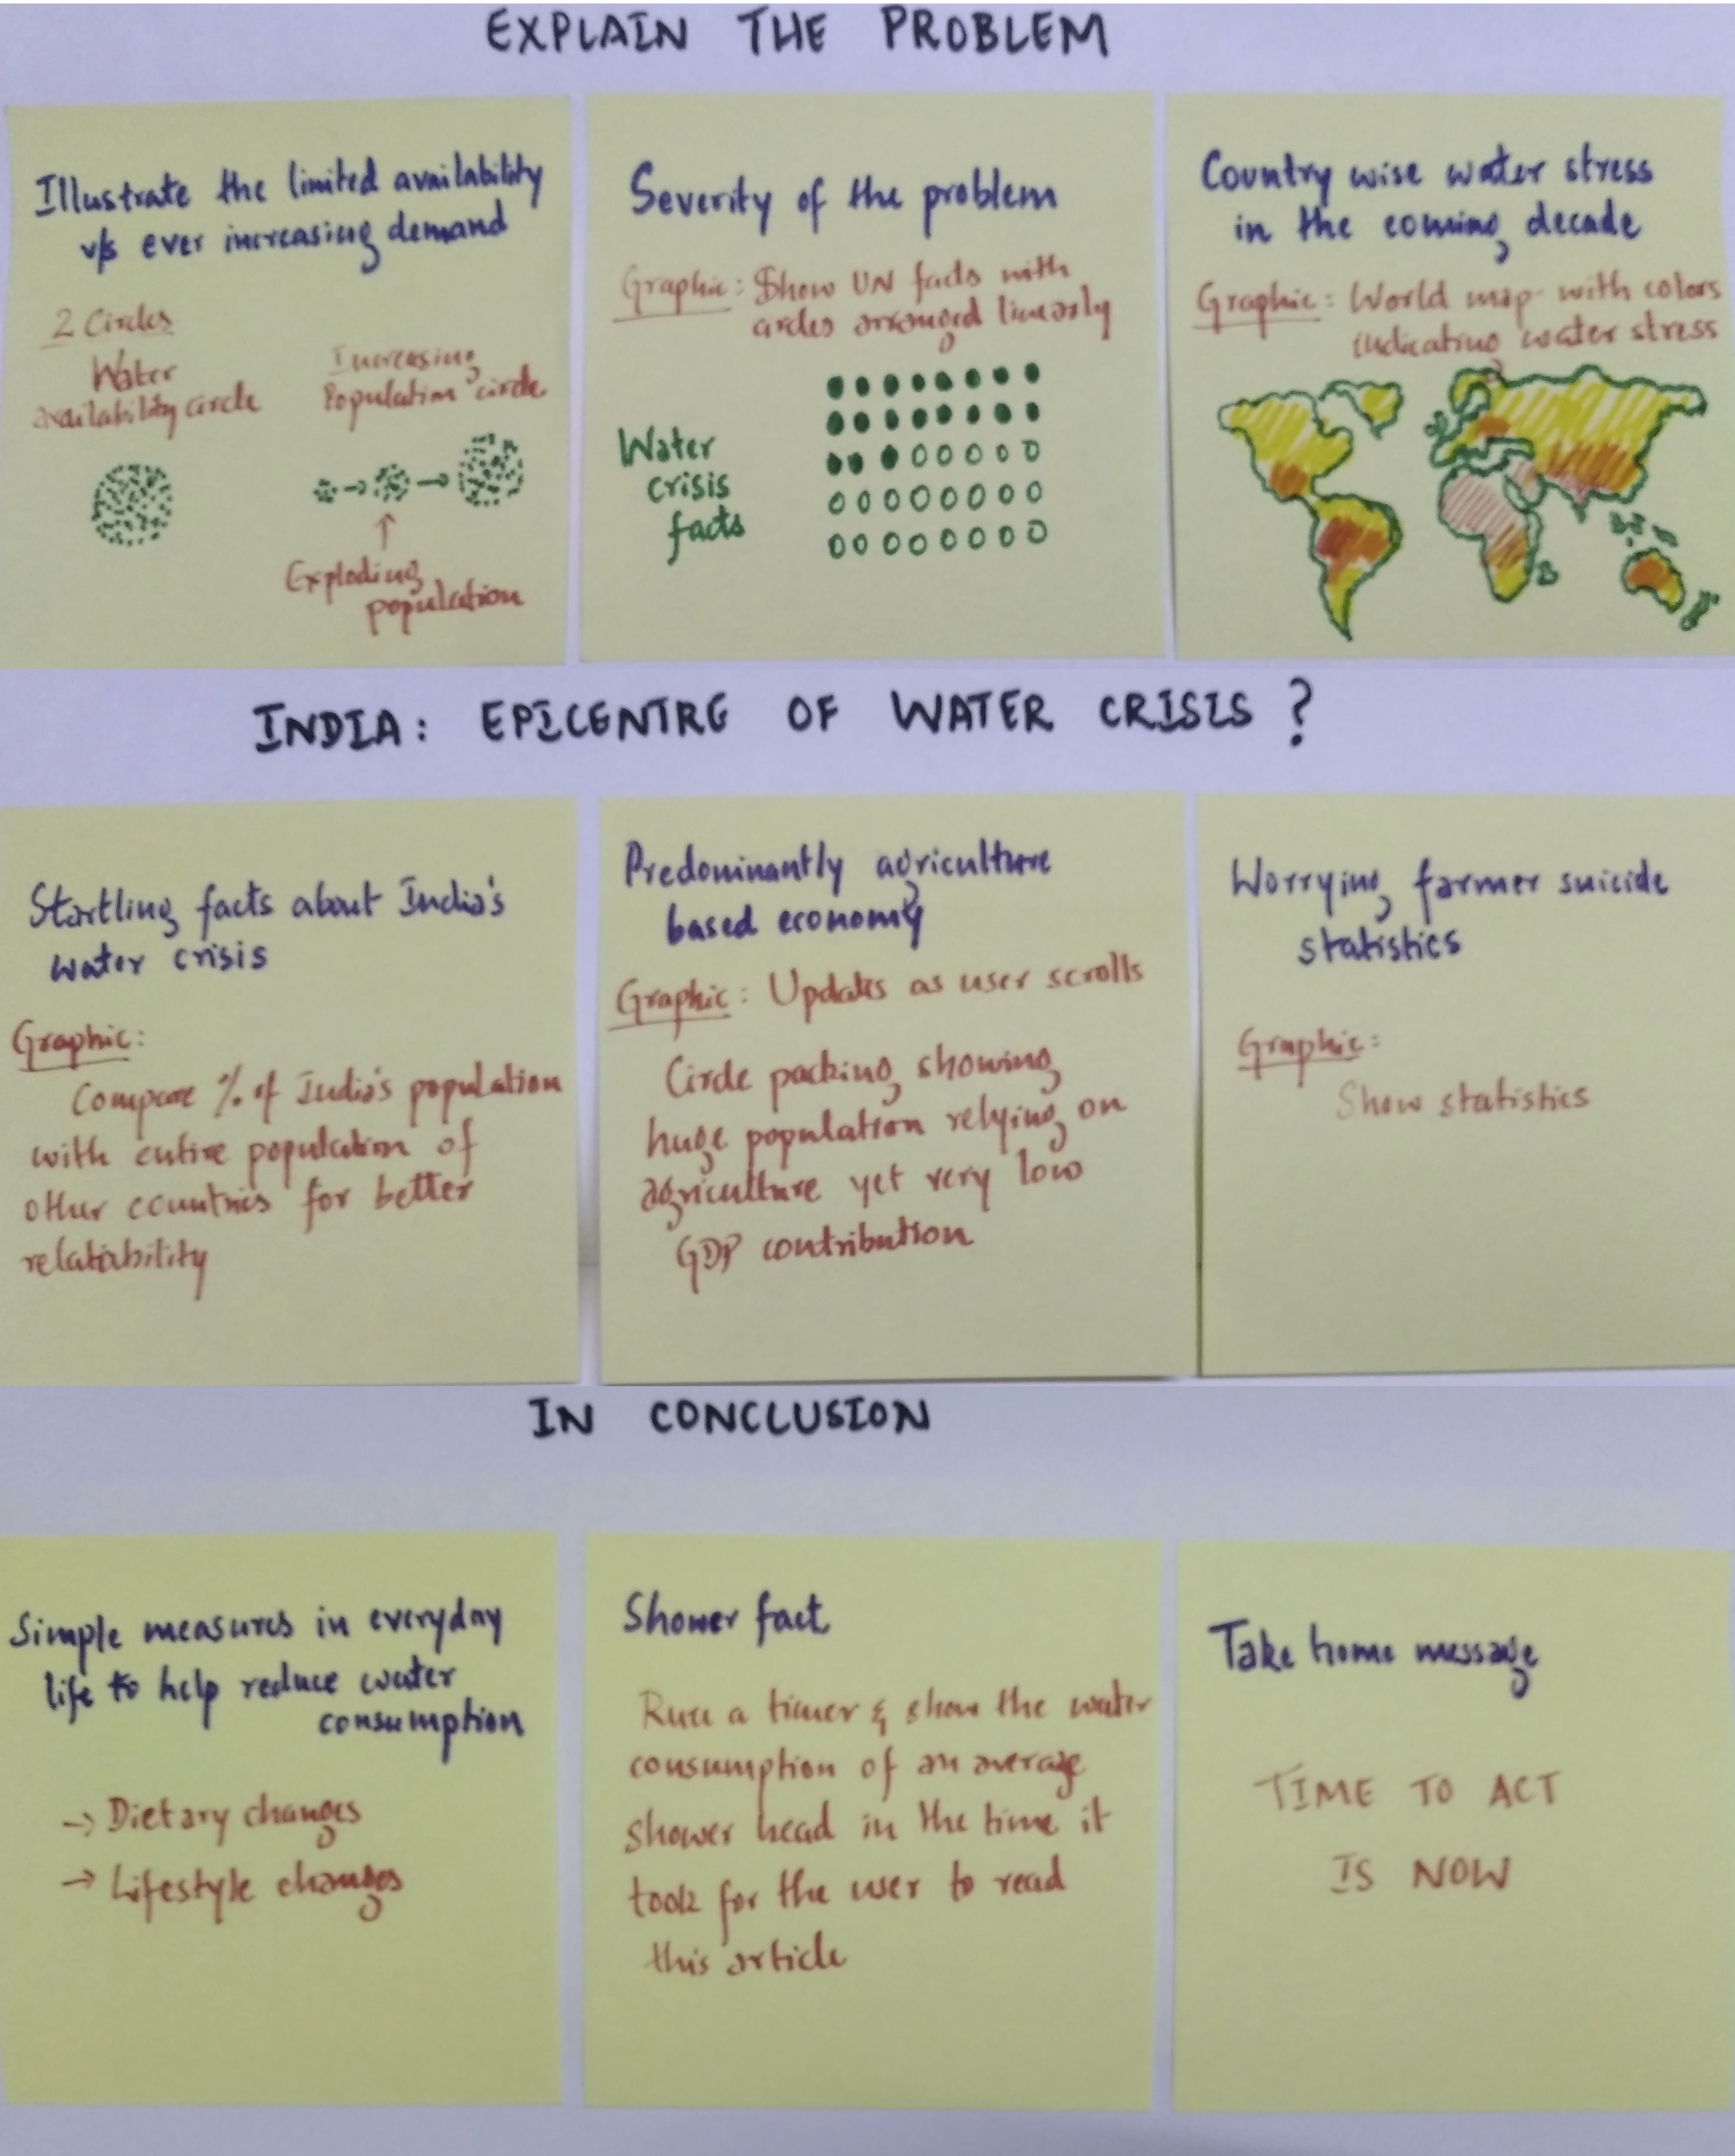 EXPLAIN THE PROBLEM
Illustrate the limited availability
v/s ever increasing demand
2 Circles
Water
availability circle
Increasing
Population circle
Exploding
population
Severity of the problem
Graphic: Show UN facts with
circles arranged linearly
Water
crisis
facts
Country wise water stress
in the coming decade
Graphic: World map with colors
indicating water stress
INDIA: EPICENTRE OF WATER CRISIS ?
Startling facts about India's
water crisis
Graphic:
Compare % of India's population
with entire population of
other countries for better
relatability
Predominantly agriculture
based economy
Graphic: Updates as user scrolls
Circle packing showing
huge population relying on
agriculture yet very low
GDP contribution
Worrying farmer suicide
statistics
Graphic:
Show statistics
IN CONCLUSION
Simple measures in everyday
life to help reduce water
consumption
→ Dietary changes
→ Lifestyle changes
Shower fact
Run a timer & show the water
consumption of an average
shower head in the time it
took for the user to read
this article
Take home message
TIME TO ACT
IS NOW